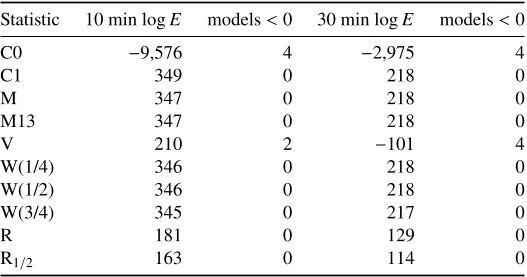 Statistic 10 min log E models < 0 30 min log E models < 0
C0 −9,576 4 −2,975 4
C1 349 0 218 0
M 347 0 218 0
M13 347 0 218 0
V 210 2 −101 4
W(1/4) 346 0 218 0
W(1/2) 346 0 218 0
W(3/4) 345 0 217 0
R 181 0 129 0
R1/2 163 0 114 0